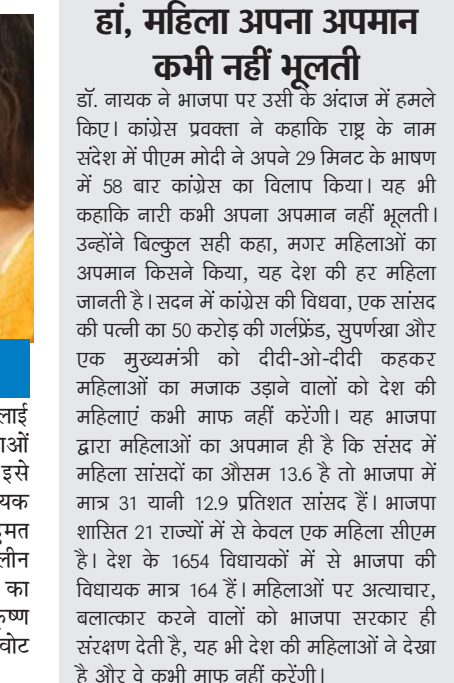 हां, महिला अपना अपमान
कभी नहीं भूलती
डॉ. नायक ने भाजपा पर उसी के अंदाज में हमले
किए। कांग्रेस प्रवक्ता ने कहाकि राष्ट्र के नाम
संदेश में पीएम मोदी ने अपने 29 मिनट के भाषण
में 58 बार कांग्रेस का विलाप किया। यह भी
कहाकि नारी कभी अपना अपमान नहीं भूलती।
उन्होंने बिल्कुल सही कहा, मगर महिलाओं का
अपमान किसने किया, यह देश की हर महिला
जानती है। सदन में कांग्रेस की विधवा, एक सांसद
की पत्नी का 50 करोड़ की गर्लफ्रेंड, सुपर्णखा और
एक मुख्यमंत्री को दीदी-ओ-दीदी कहकर
महिलाओं का मजाक उड़ाने वालों को देश की
महिलाएं कभी माफ नहीं करेंगी। यह भाजपा
द्वारा महिलाओं का अपमान ही है कि संसद में
महिला सांसदों का औसम 13.6 है तो भाजपा में
मात्र 31 यानी 12.9 प्रतिशत सांसद हैं। भाजपा
शासित 21 राज्यों में से केवल एक महिला सीएम
है। देश के 1654 विधायकों में से भाजपा की
विधायक मात्र 164 हैं। महिलाओं पर अत्याचार,
बलात्कार करने वालों को भाजपा सरकार ही
संरक्षण देती है, यह भी देश की महिलाओं ने देखा
है और वे कभी माफ नहीं करेंगी।
इसे
का
वोट